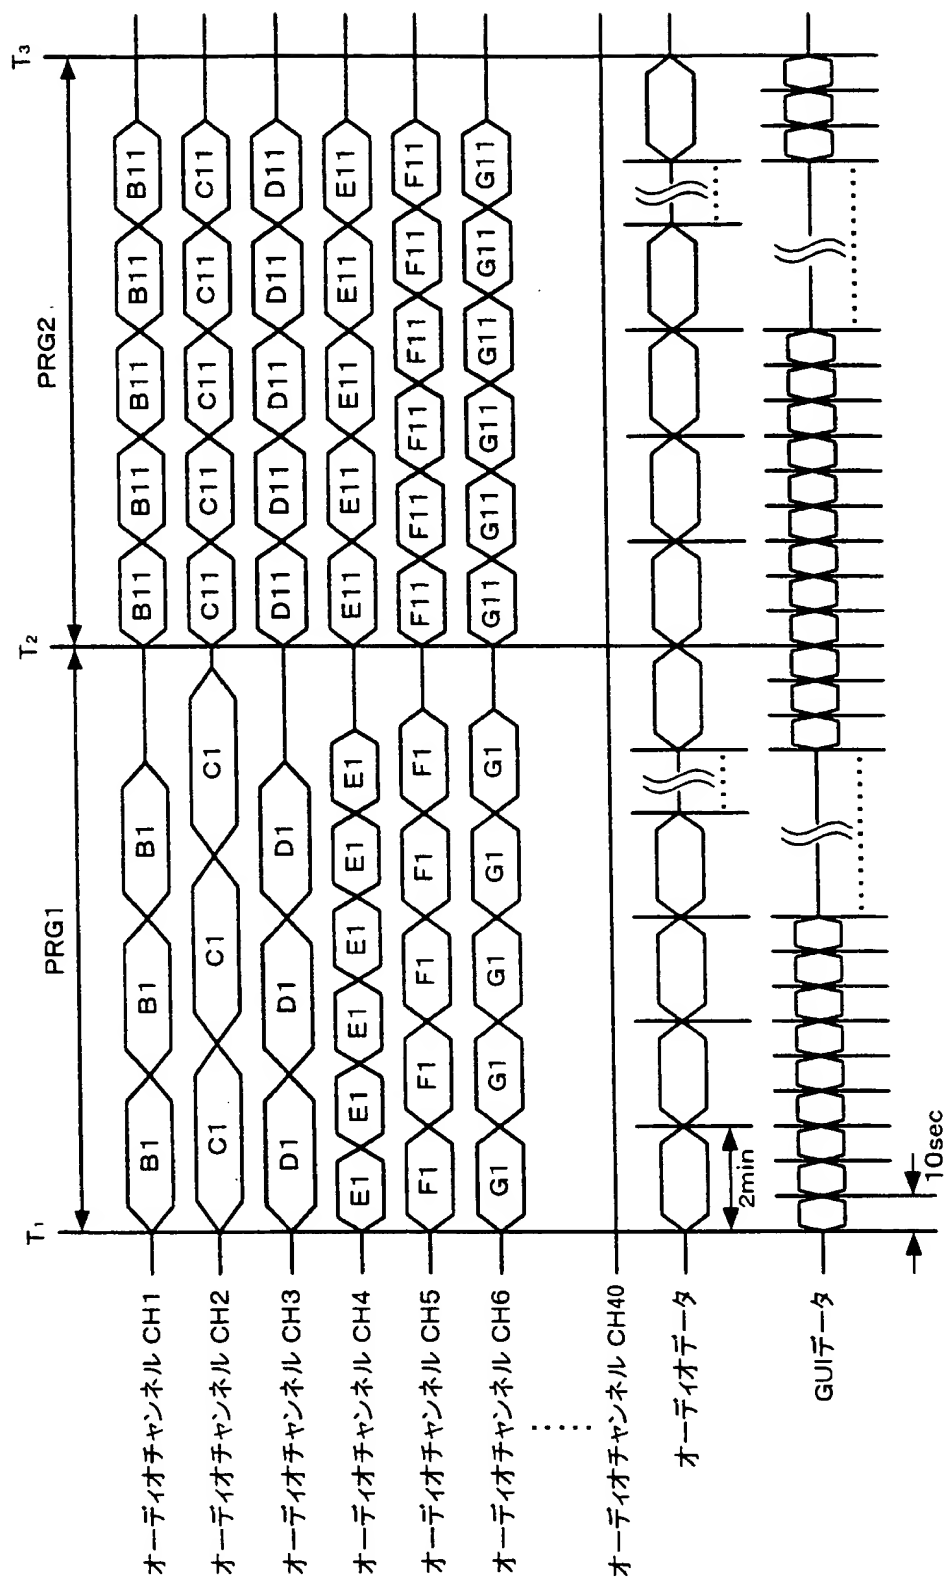 T1 T2 T3
PRG1 PRG2
オーディオチャンネル CH1 B1 B1 B1 B11 B11 B11 B11 B11
オーディオチャンネル CH2 C1 C1 C1 C11 C11 C11 C11 C11
オーディオチャンネル CH3 D1 D1 D1 D11 D11 D11 D11 D11
オーディオチャンネル CH4 E1 E1 E1 E1 E1 E1 E11 E11 E11 E11 E11
オーディオチャンネル CH5 F1 F1 F1 F1 F1 F11 F11 F11 F11 F11 F11
オーディオチャンネル CH6 G1 G1 G1 G1 G1 G11 G11 G11 G11 G11 G11
オーディオチャンネル CH40
オーディオデータ
2min
GUIデータ
10sec